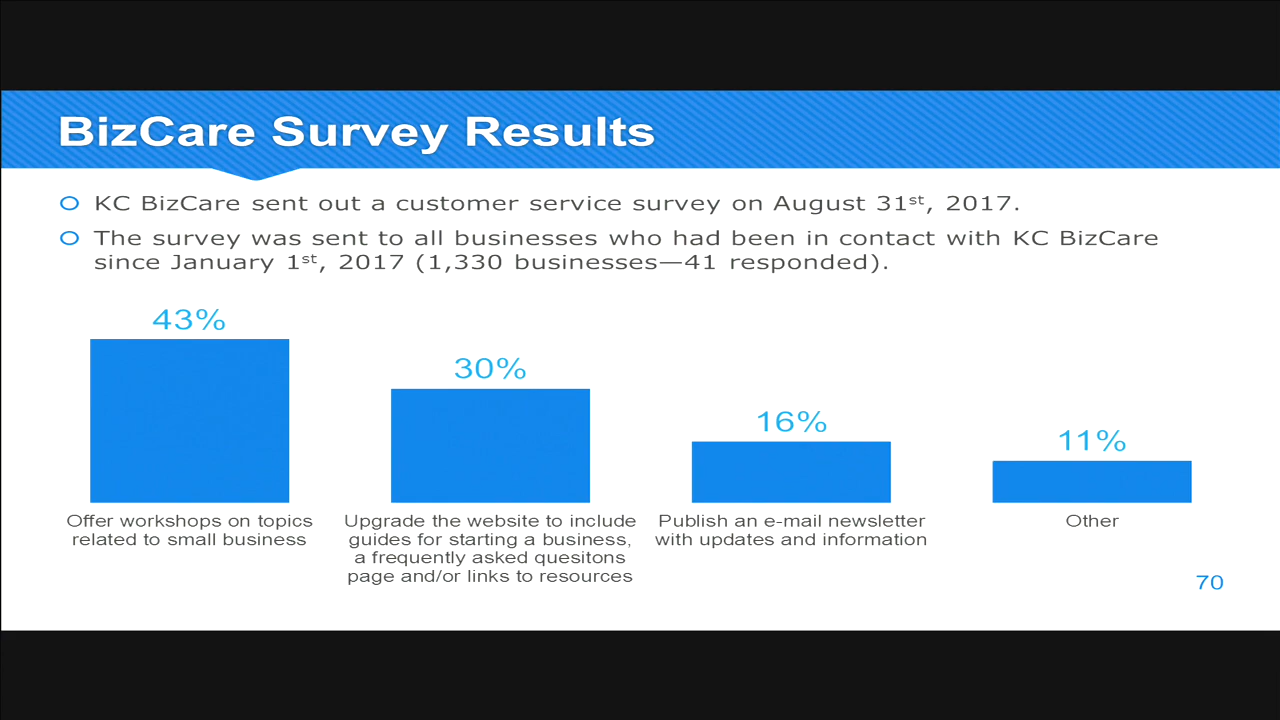 BizCare Survey Results
KC BizCare sent out a customer service survey on August 31st, 2017.
The survey was sent to all businesses who had been in contact with KC BizCare
since January 1st, 2017 (1,330 businesses—41 responded).
43%
30%
16%
11%
Offer workshops on topics
related to small business
Upgrade the website to include
guides for starting a business,
a frequently asked quesitons
page and/or links to resources
Publish an e-mail newsletter
with updates and information
Other
70